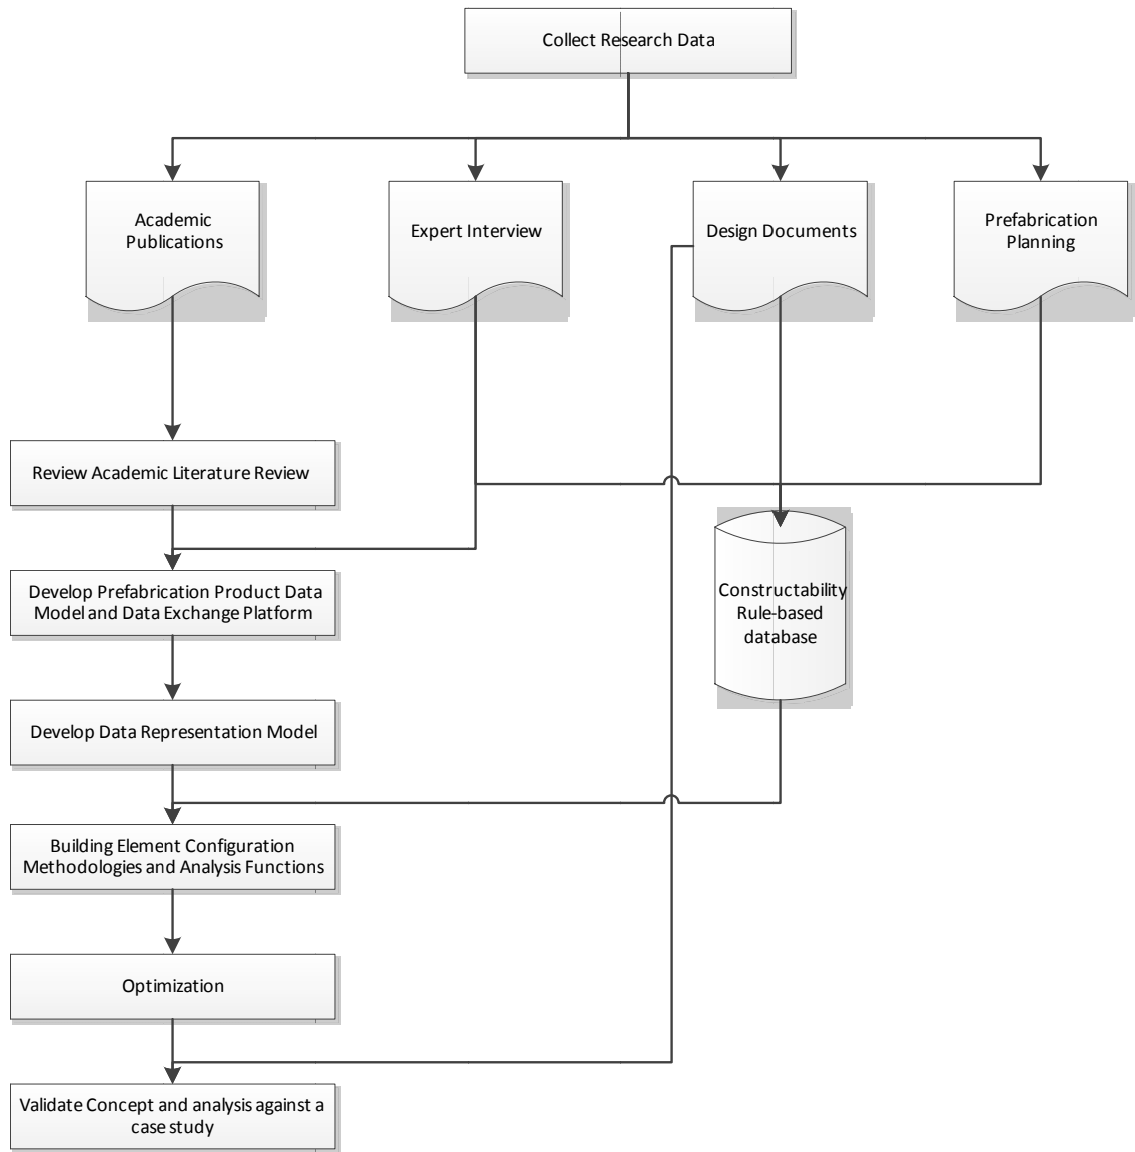 Collect Research Data
Academic
Publications
Expert Interview
Design Documents
Prefabrication
Planning
Review Academic Literature Review
Develop Prefabrication Product Data
Model and Data Exchange Platform
Constructability
Rule-based
database
Develop Data Representation Model
Building Element Configuration
Methodologies and Analysis Functions
Optimization
Validate Concept and analysis against a
case study